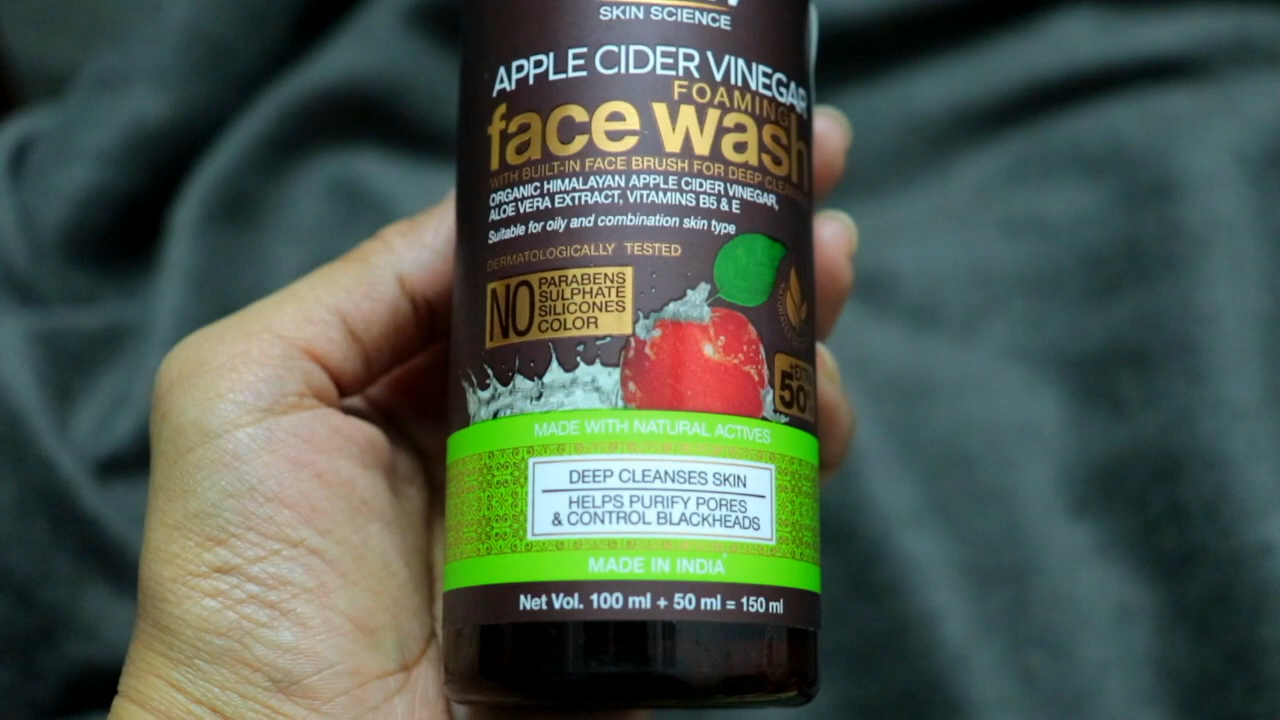 SKIN SCIENCE
APPLE CIDER VINEGAR
FOAMING
face wash
WITH BUILT-IN FACE BRUSH FOR DEEP
ORGANIC HIMALAYAN APPLE CIDER VINEGAR,
ALOE VERA EXTRACT, VITAMINS B5 & E
Suitable for oily and combination skin type
DERMATOLOGICALLY TESTED
NO
PARABENS
SULPHATE
SILICONES
COLOR
50
MADE WITH NATURAL ACTIVES
DEEP CLEANSES SKIN
HELPS PURIFY PORES
& CONTROL BLACKHEADS
MADE IN INDIA
Net Vol. 100 ml + 50 ml = 150 ml